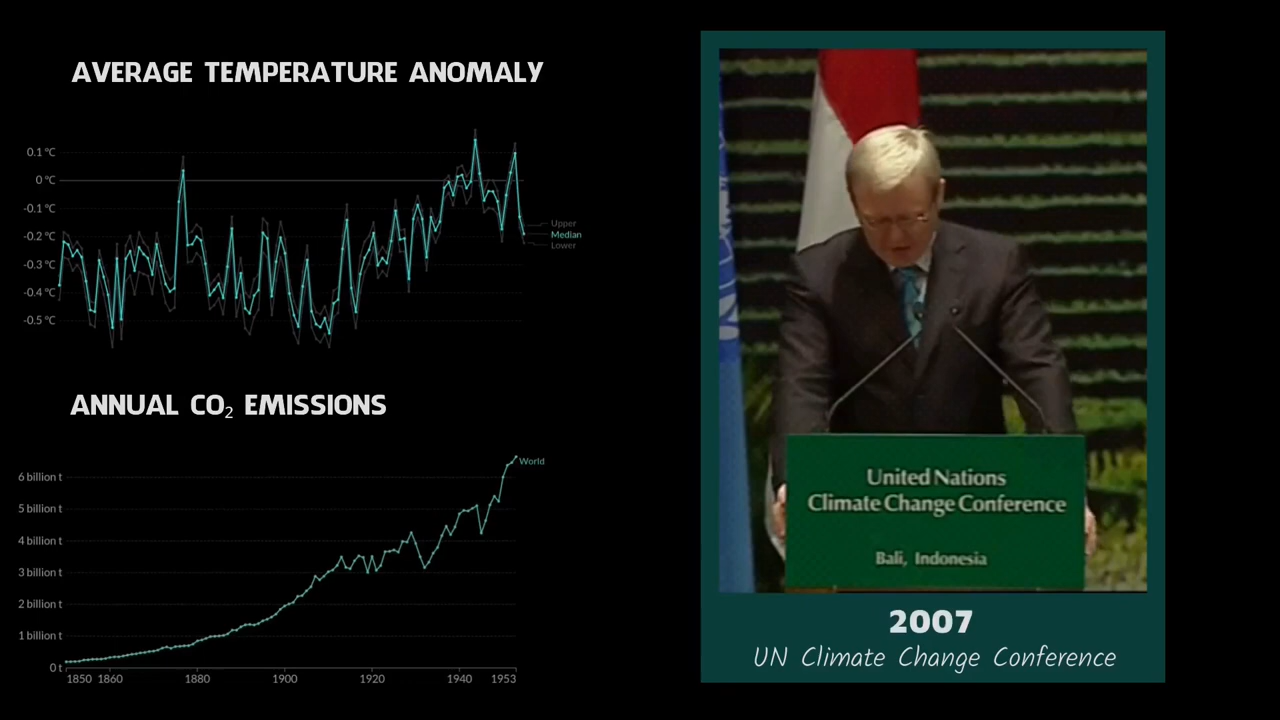 AVERAGE TEMPERATURE ANOMALY
0.1 °C
0 °C
-0.1 °C
-0.2 °C
-0.3 °C
-0.4 °C
-0.5 °C
Upper
Median
Lower
ANNUAL CO₂ EMISSIONS
6 billion t
5 billion t
4 billion t
3 billion t
2 billion t
1 billion t
0 t
World
1850 1860 1880 1900 1920 1940 1953
United Nations
Climate Change Conference
Bali, Indonesia
2007
UN Climate Change Conference